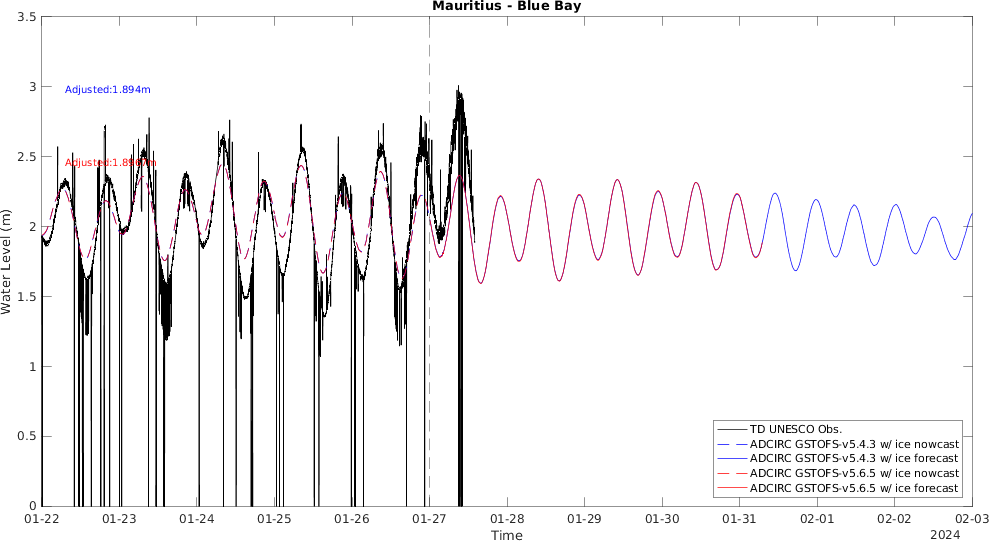 Mauritius - Blue Bay
3.5
3
2.5
2
1.5
1
0.5
0
Water Level (m)
Adjusted:1.894m
TD UNESCO Obs.
ADCIRC GSTOFS-v5.4.3 w/ ice nowcast
ADCIRC GSTOFS-v5.4.3 w/ ice forecast
ADCIRC GSTOFS-v5.6.5 w/ ice nowcast
ADCIRC GSTOFS-v5.6.5 w/ ice forecast
01-22 01-23 01-24 01-25 01-26 01-27 01-28 01-29 01-30 01-31 02-01 02-02 02-03
Time
2024